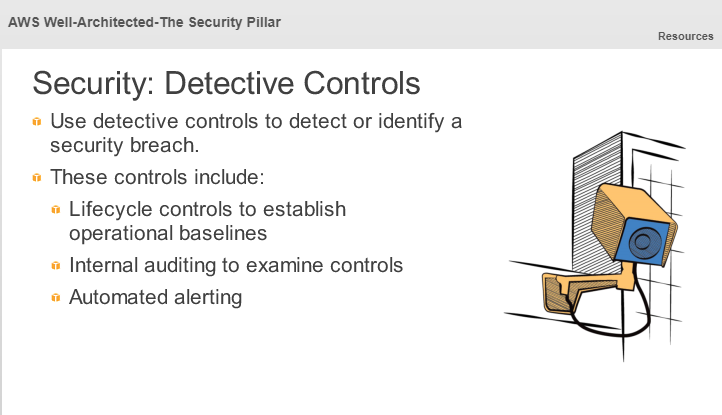 AWS Well-Architected-The Security Pillar
Resources
Security: Detective Controls
Use detective controls to detect or identify a
security breach.
These controls include:
Lifecycle controls to establish
operational baselines
Internal auditing to examine controls
Automated alerting